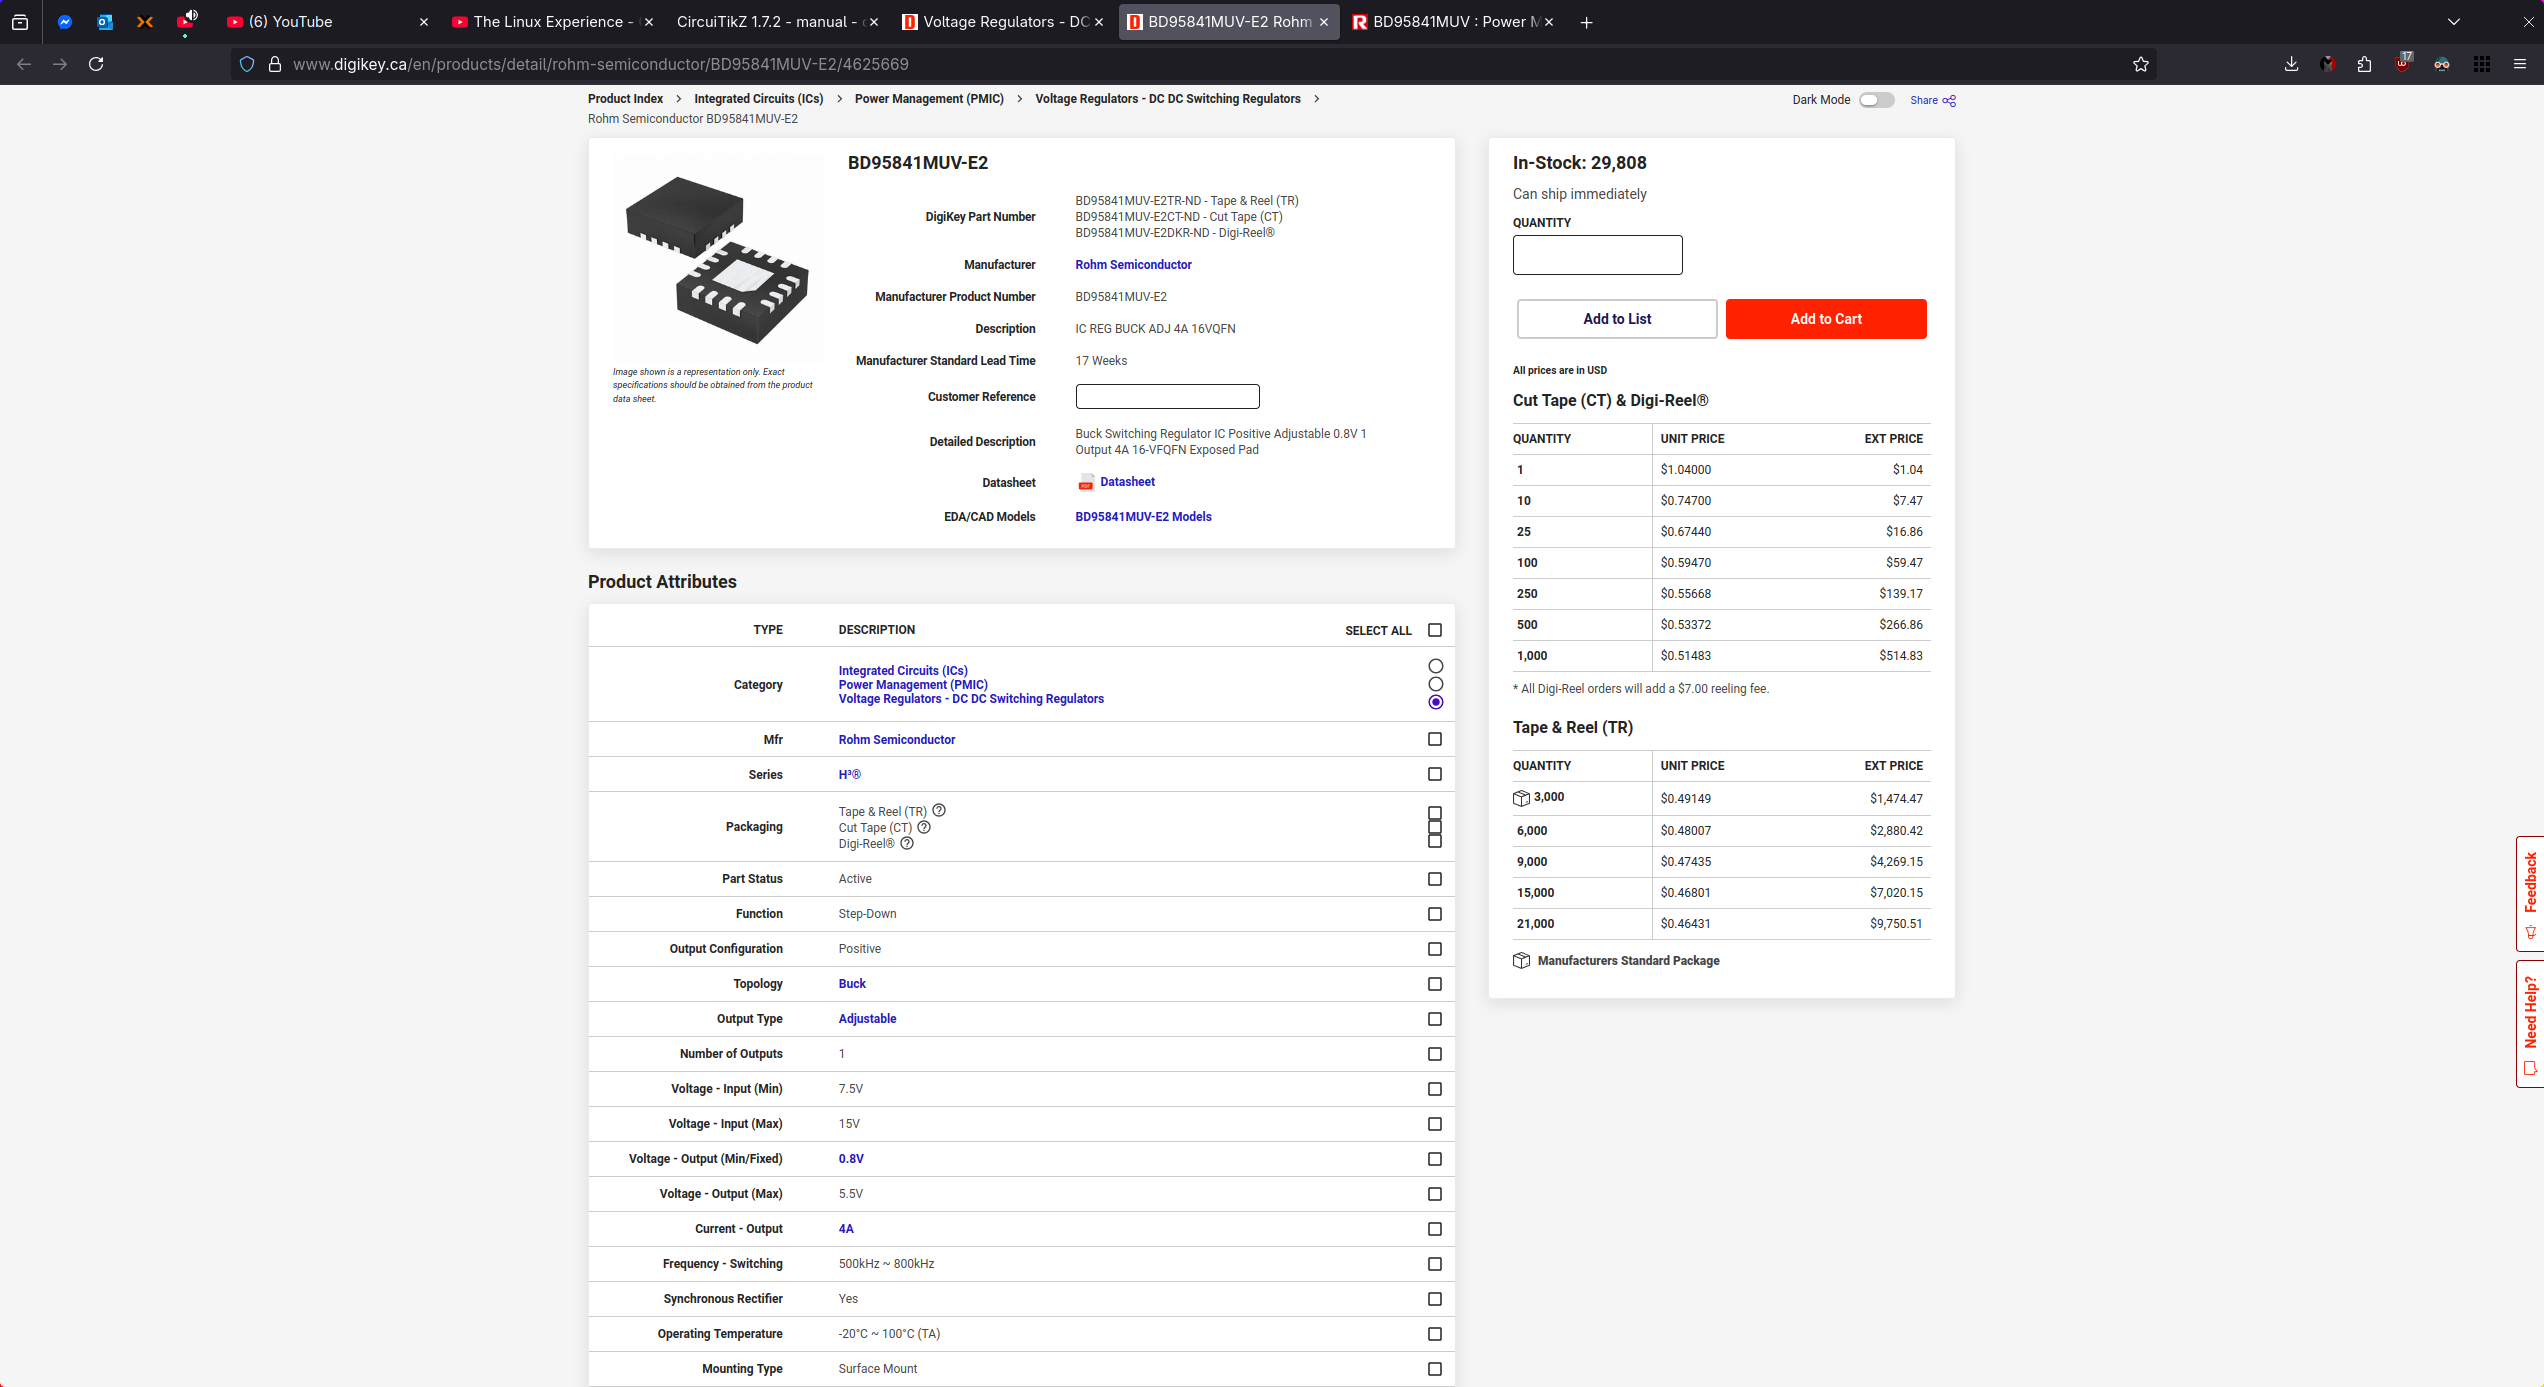 (6) YouTube
The Linux Experience -
CircuiTikZ 1.7.2 - manual -
Voltage Regulators - DC
BD95841MUV-E2 Rohm
BD95841MUV : Power M
www.digikey.ca/en/products/detail/rohm-semiconductor/BD95841MUV-E2/4625669
17
Product Index > Integrated Circuits (ICs) > Power Management (PMIC) > Voltage Regulators - DC DC Switching Regulators >
Rohm Semiconductor BD95841MUV-E2
Dark Mode
Share
BD95841MUV-E2
DigiKey Part Number
BD95841MUV-E2TR-ND - Tape & Reel (TR)
BD95841MUV-E2CT-ND - Cut Tape (CT)
BD95841MUV-E2DKR-ND - Digi-Reel®
Manufacturer Rohm Semiconductor
Manufacturer Product Number BD95841MUV-E2
Description IC REG BUCK ADJ 4A 16VQFN
Manufacturer Standard Lead Time 17 Weeks
Customer Reference
Detailed Description
Buck Switching Regulator IC Positive Adjustable 0.8V 1
Output 4A 16-VFQFN Exposed Pad
Datasheet PDF Datasheet
EDA/CAD Models BD95841MUV-E2 Models
Image shown is a representation only. Exact
specifications should be obtained from the product
data sheet.
Product Attributes
TYPE DESCRIPTION SELECT ALL
Category
Integrated Circuits (ICs)
Power Management (PMIC)
Voltage Regulators - DC DC Switching Regulators
Mfr Rohm Semiconductor
Series H³®
Packaging
Tape & Reel (TR) ?
Cut Tape (CT) ?
Digi-Reel® ?
Part Status Active
Function Step-Down
Output Configuration Positive
Topology Buck
Output Type Adjustable
Number of Outputs 1
Voltage - Input (Min) 7.5V
Voltage - Input (Max) 15V
Voltage - Output (Min/Fixed) 0.8V
Voltage - Output (Max) 5.5V
Current - Output 4A
Frequency - Switching 500kHz ~ 800kHz
Synchronous Rectifier Yes
Operating Temperature -20°C ~ 100°C (TA)
Mounting Type Surface Mount
In-Stock: 29,808
Can ship immediately
QUANTITY
Add to List
Add to Cart
All prices are in USD
Cut Tape (CT) & Digi-Reel®
QUANTITY UNIT PRICE EXT PRICE
1 $1.04000 $1.04
10 $0.74700 $7.47
25 $0.67440 $16.86
100 $0.59470 $59.47
250 $0.55668 $139.17
500 $0.53372 $266.86
1,000 $0.51483 $514.83
* All Digi-Reel orders will add a $7.00 reeling fee.
Tape & Reel (TR)
QUANTITY UNIT PRICE EXT PRICE
3,000 $0.49149 $1,474.47
6,000 $0.48007 $2,880.42
9,000 $0.47435 $4,269.15
15,000 $0.46801 $7,020.15
21,000 $0.46431 $9,750.51
Manufacturers Standard Package
Feedback
Need Help?